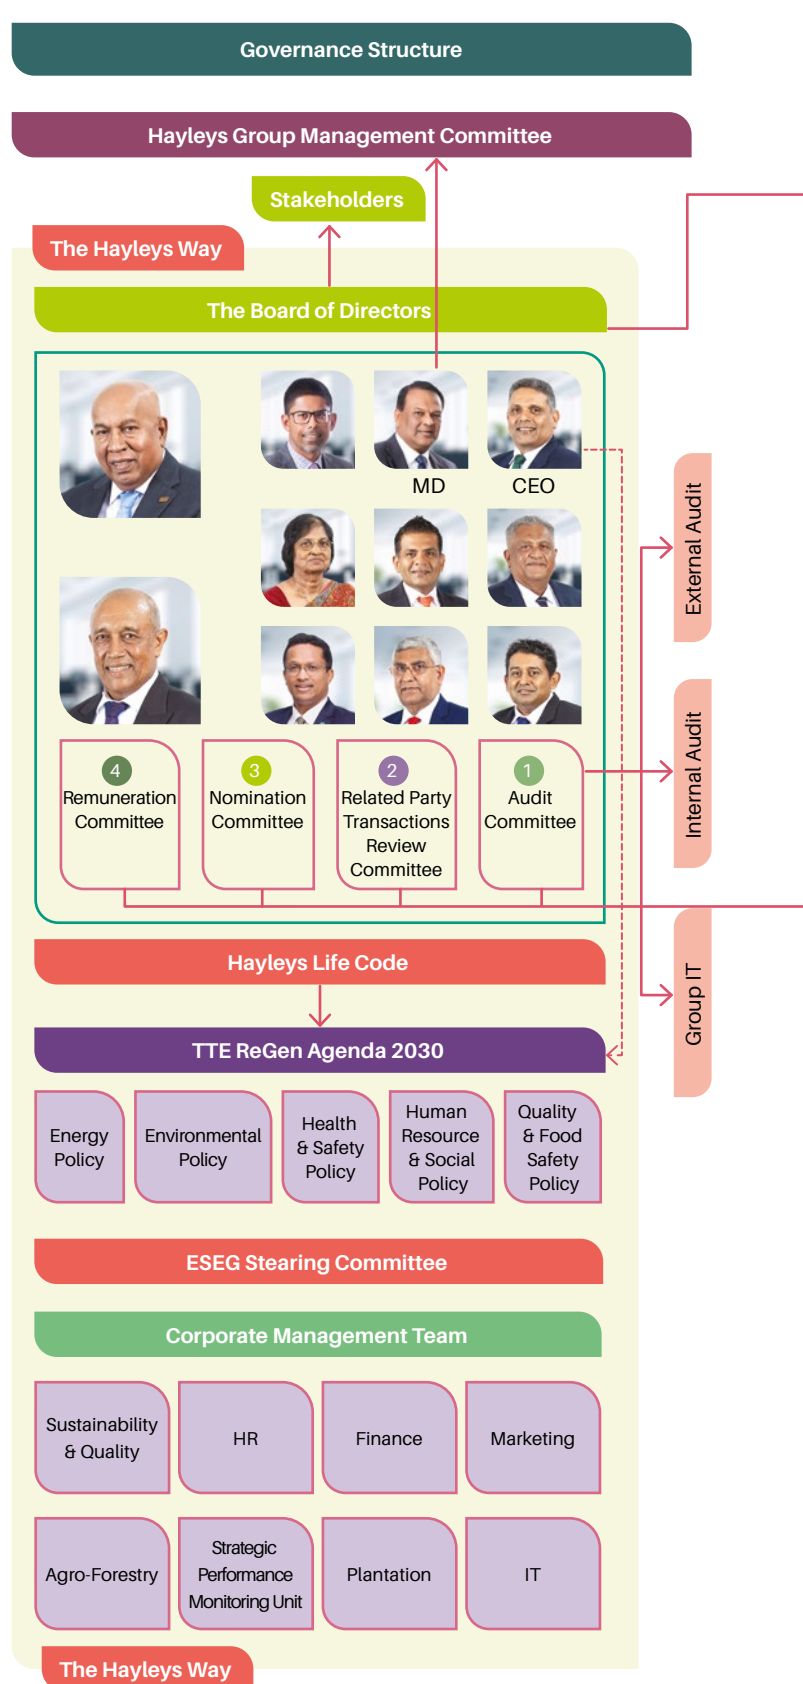 Governance Structure
Hayleys Group Management Committee
Stakeholders
The Hayleys Way
The Board of Directors
MD
CEO
External Audit
Internal Audit
Group IT
4
Remuneration
Committee
3
Nomination
Committee
2
Related Party
Transactions
Review
Committee
1
Audit
Committee
Hayleys Life Code
TTE ReGen Agenda 2030
Energy
Policy
Environmental
Policy
Health
& Safety
Policy
Human
Resource
& Social
Policy
Quality
& Food
Safety
Policy
ESEG Stearing Committee
Corporate Management Team
Sustainability
& Quality
HR
Finance
Marketing
Agro-Forestry
Strategic
Performance
Monitoring Unit
Plantation
IT
The Hayleys Way